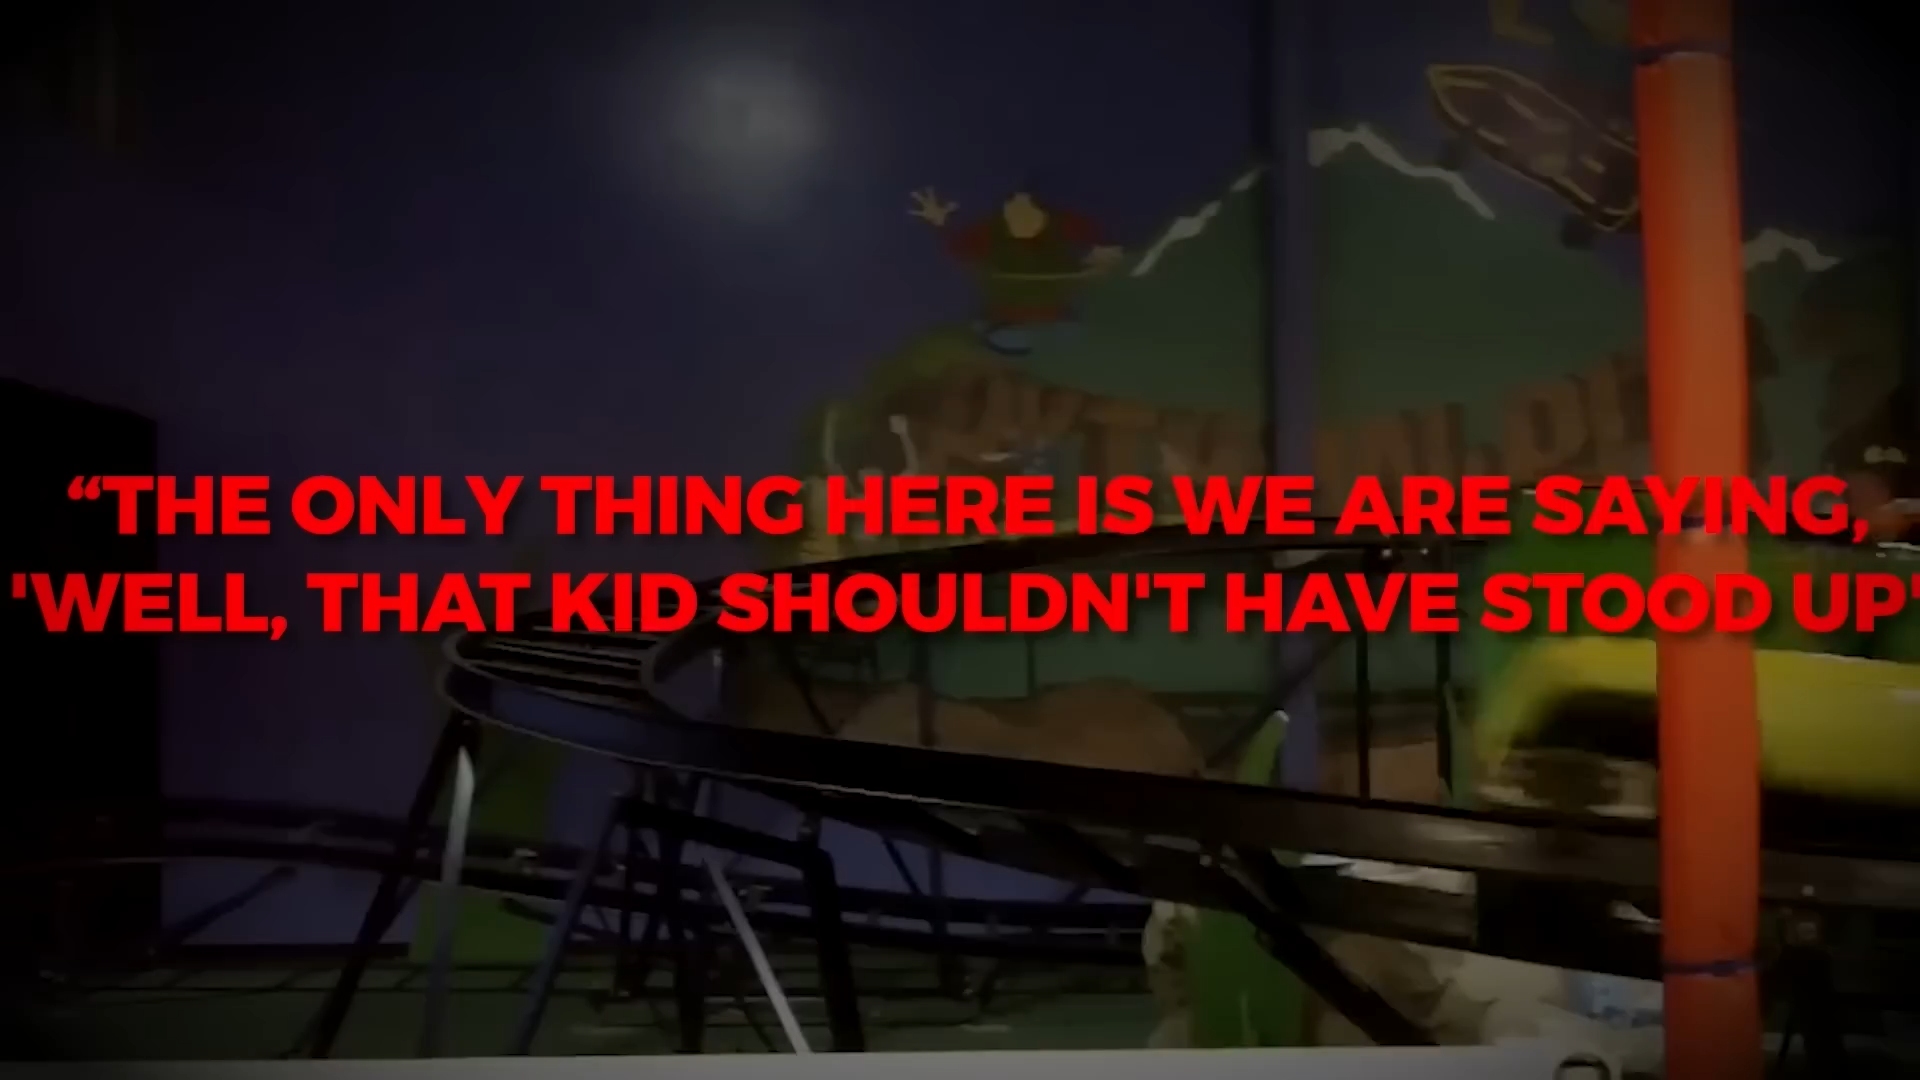 “THE ONLY THING HERE IS WE ARE SAYING,
'WELL, THAT KID SHOULDN'T HAVE STOOD UP'